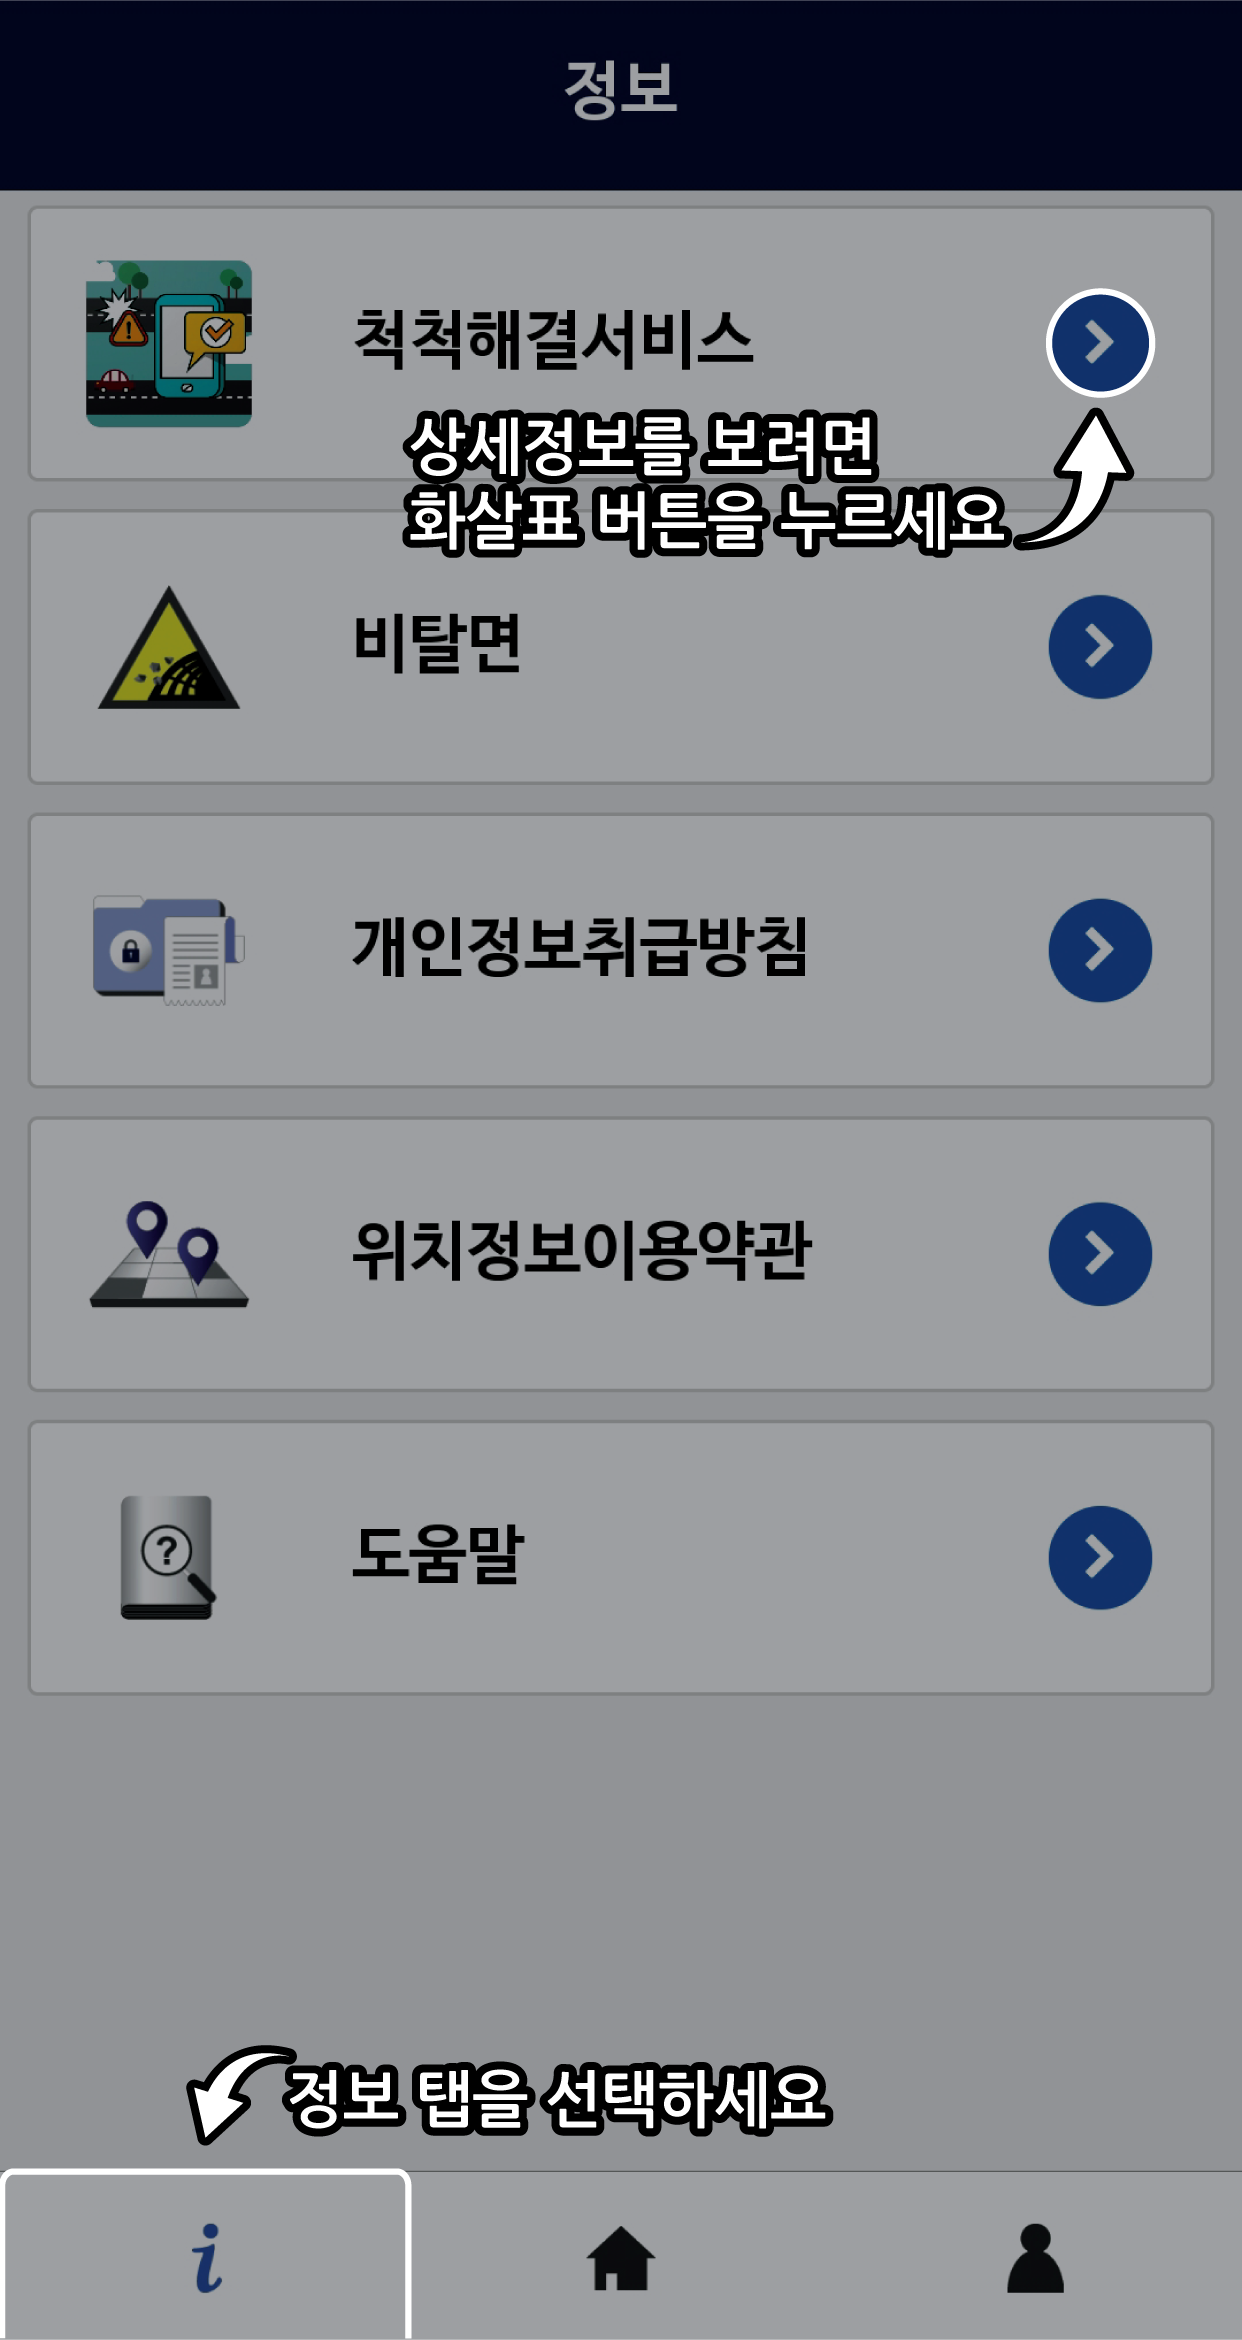 정보
척척해결서비스
상세정보를 보려면
화살표 버튼을 누르세요
비탈면
개인정보취급방침
위치정보이용약관
도움말
정보 탭을 선택하세요